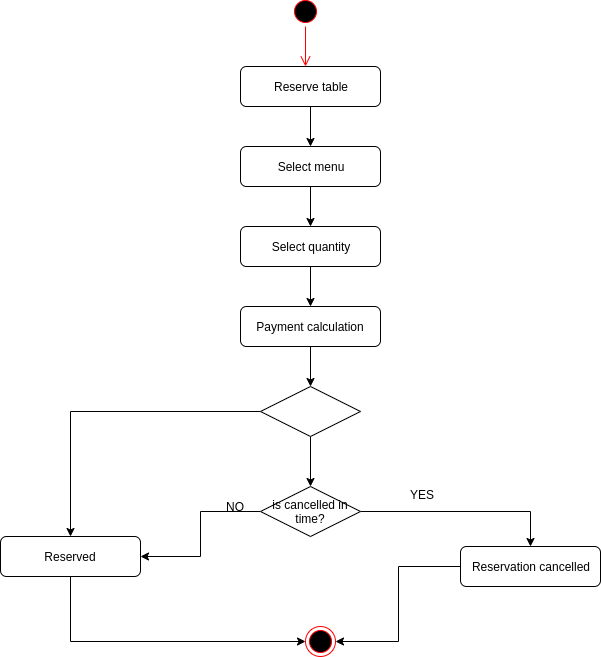 Reserve table
Select menu
Select quantity
Payment calculation
YES
NO
is cancelled in
time?
Reserved
Reservation cancelled